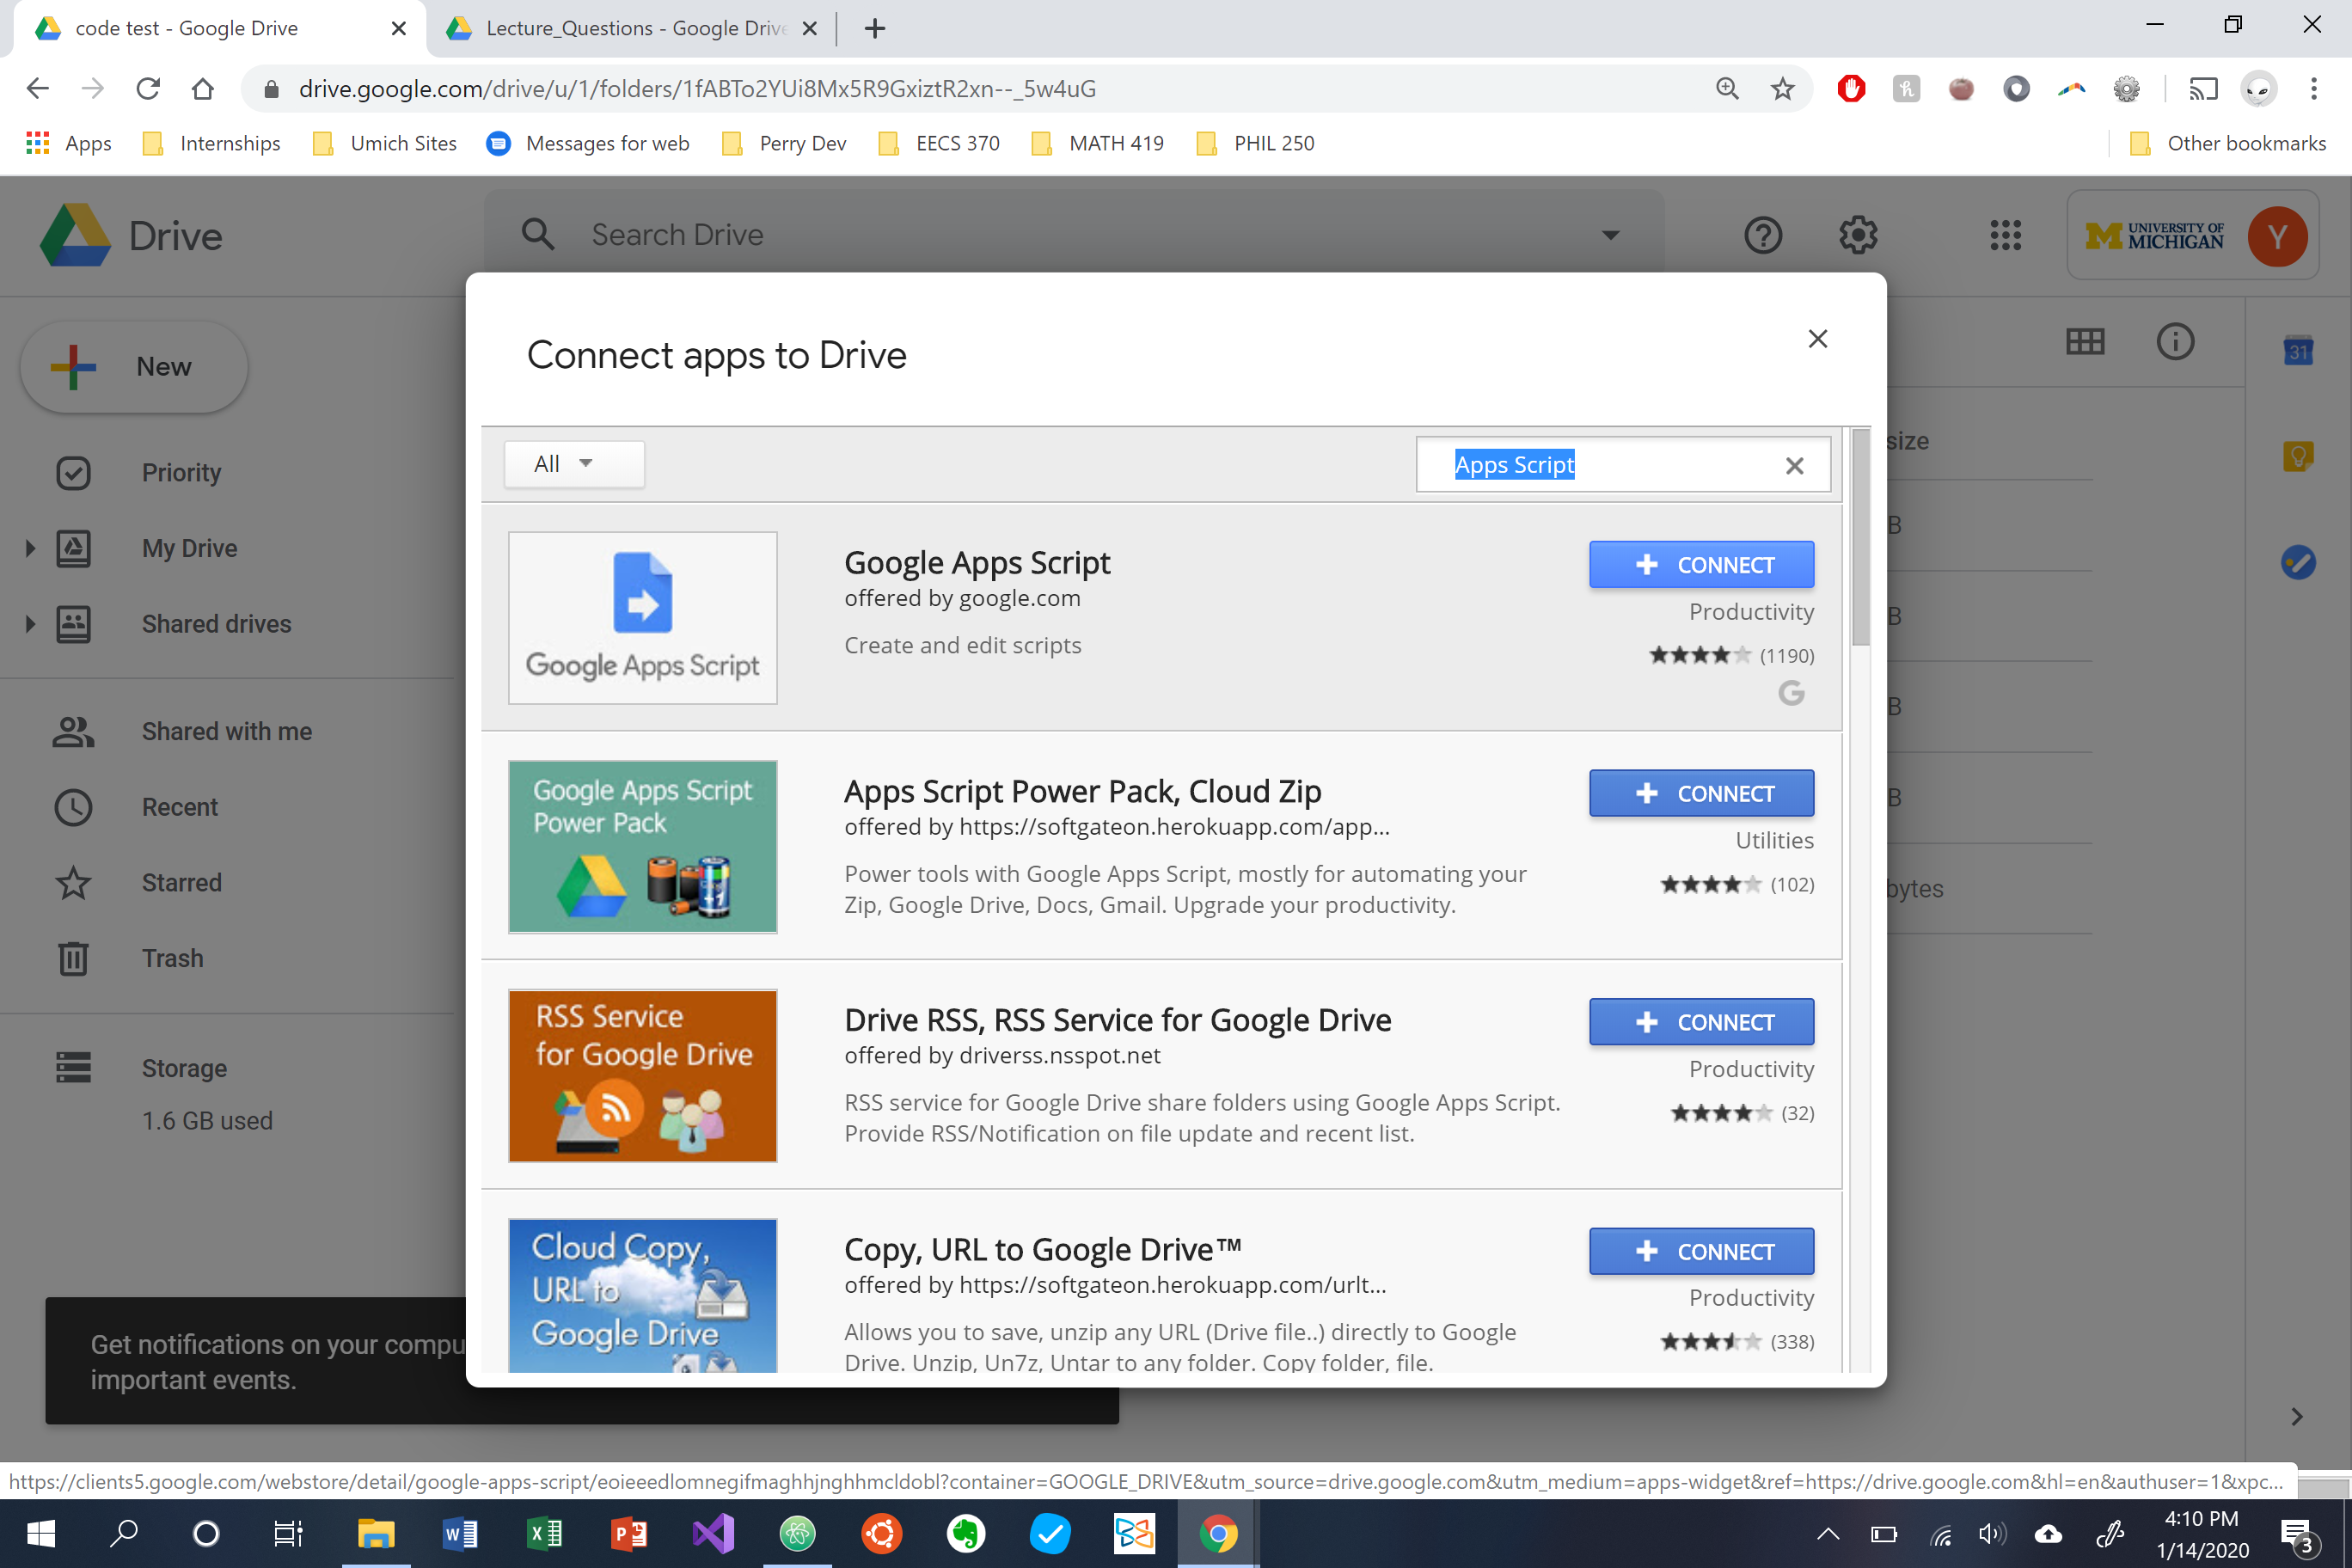 code test - Google Drive
Lecture_Questions - Google Drive
drive.google.com/drive/u/1/folders/1fABTo2YUi8Mx5R9GxiztR2xn--_5w4uG
Apps
Internships
Umich Sites
Messages for web
Perry Dev
EECS 370
MATH 419
PHIL 250
Other bookmarks
Drive
Search Drive
UNIVERSITY OF
MICHIGAN
Y
New
Priority
My Drive
Shared drives
Shared with me
Recent
Starred
Trash
Storage
1.6 GB used
Get notifications on your compu
important events.
Connect apps to Drive
All
Apps Script
Google Apps Script
Google Apps Script
offered by google.com
Create and edit scripts
CONNECT
Productivity
(1190)
Google Apps Script
Power Pack
Apps Script Power Pack, Cloud Zip
offered by https://softgateon.herokuapp.com/app...
Power tools with Google Apps Script, mostly for automating your
Zip, Google Drive, Docs, Gmail. Upgrade your productivity.
CONNECT
Utilities
(102)
RSS Service
for Google Drive
Drive RSS, RSS Service for Google Drive
offered by driverss.nsspot.net
RSS service for Google Drive share folders using Google Apps Script.
Provide RSS/Notification on file update and recent list.
CONNECT
Productivity
(32)
Cloud Copy,
URL to
Google Drive
Copy, URL to Google Drive™
offered by https://softgateon.herokuapp.com/urlt...
Allows you to save, unzip any URL (Drive file..) directly to Google
Drive. Unzip, Un7z, Untar to any folder. Copy folder, file.
CONNECT
Productivity
(338)
size
B
B
B
B
bytes
31
https://clients5.google.com/webstore/detail/google-apps-script/eoieeedlomnegifmaghhjnghhmcldobl?container=GOOGLE_DRIVE&utm_source=drive.google.com&utm_medium=apps-widget&ref=https://drive.google.com&hl=en&authuser=1&xpc...
4:10 PM
1/14/2020
3